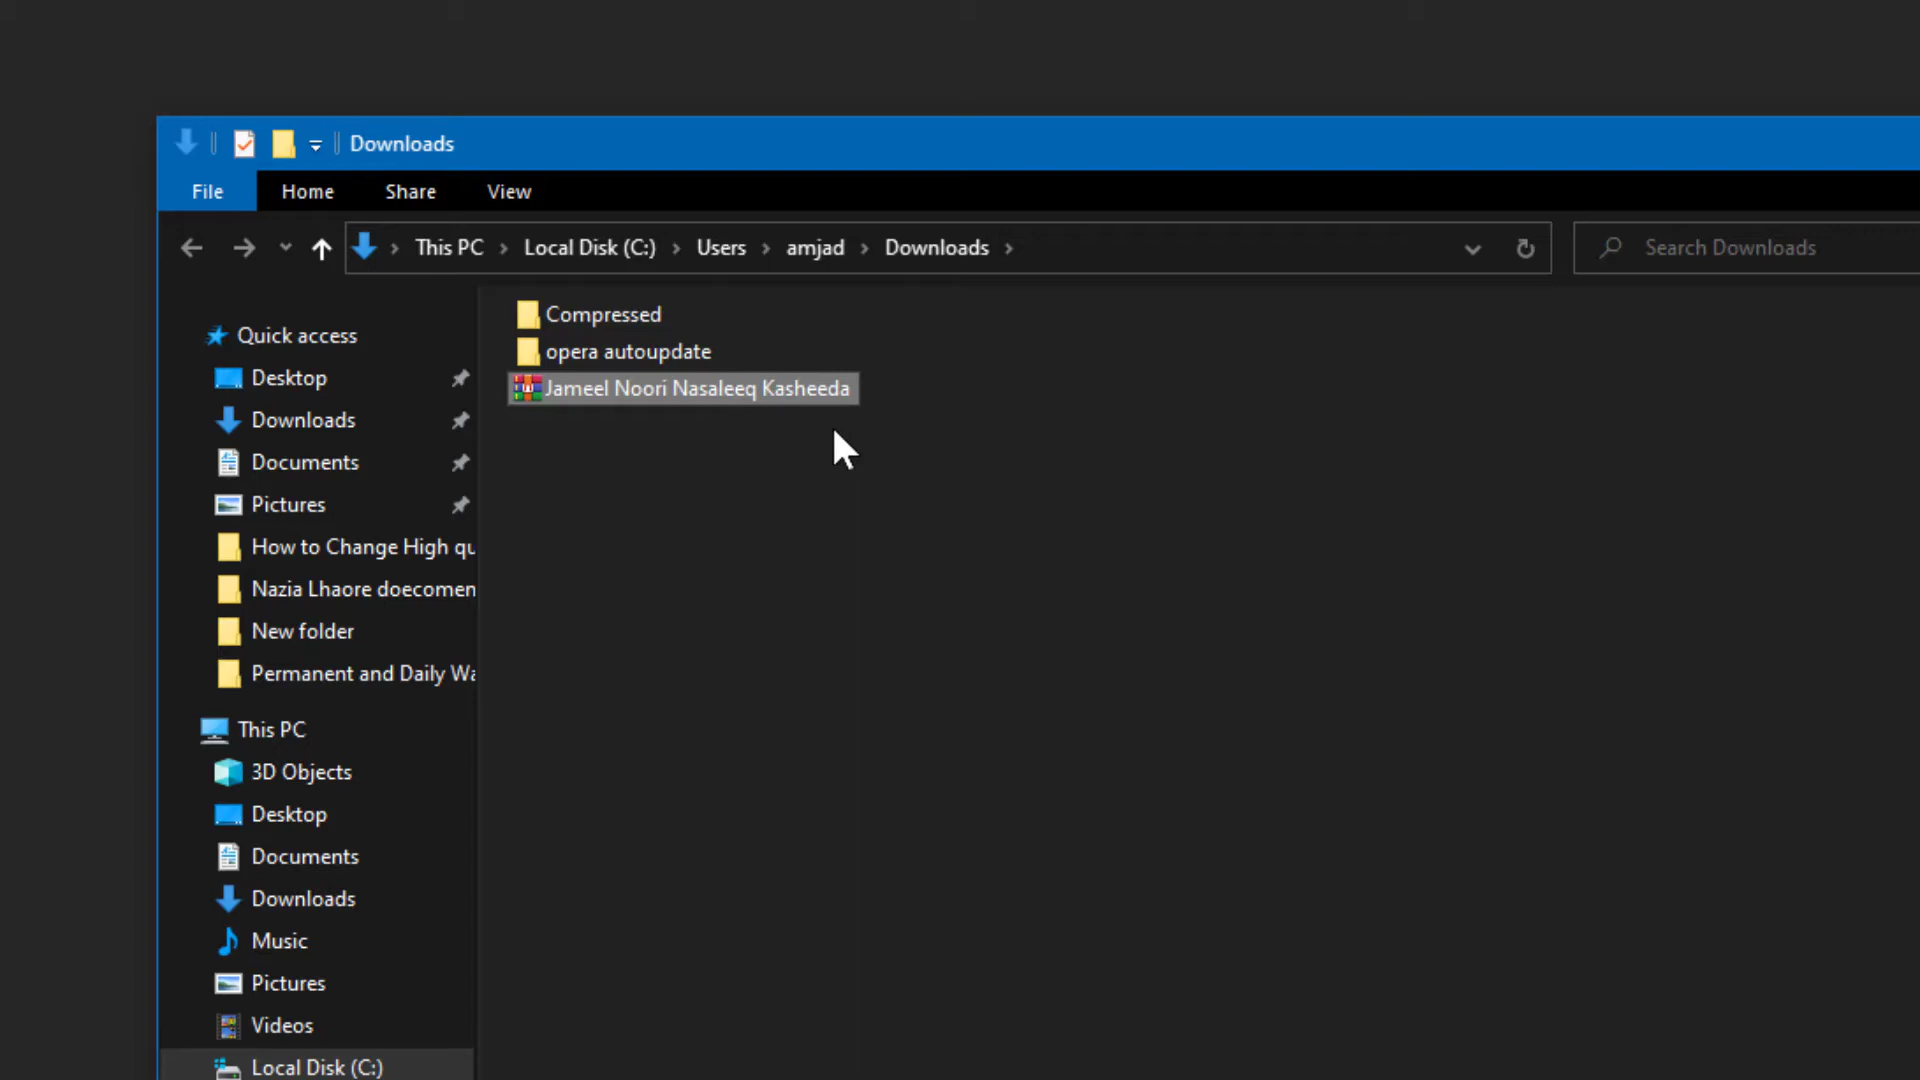 Downloads
File Home Share View
This PC Local Disk (C:) Users amjad Downloads
Search Downloads
Compressed
opera autoupdate
Jameel Noori Nasaleeq Kasheeda
Quick access
Desktop
Downloads
Documents
Pictures
How to Change High qu
Nazia Lhaore doecomen
New folder
Permanent and Daily Wa
This PC
3D Objects
Desktop
Documents
Downloads
Music
Pictures
Videos
Local Disk (C:)